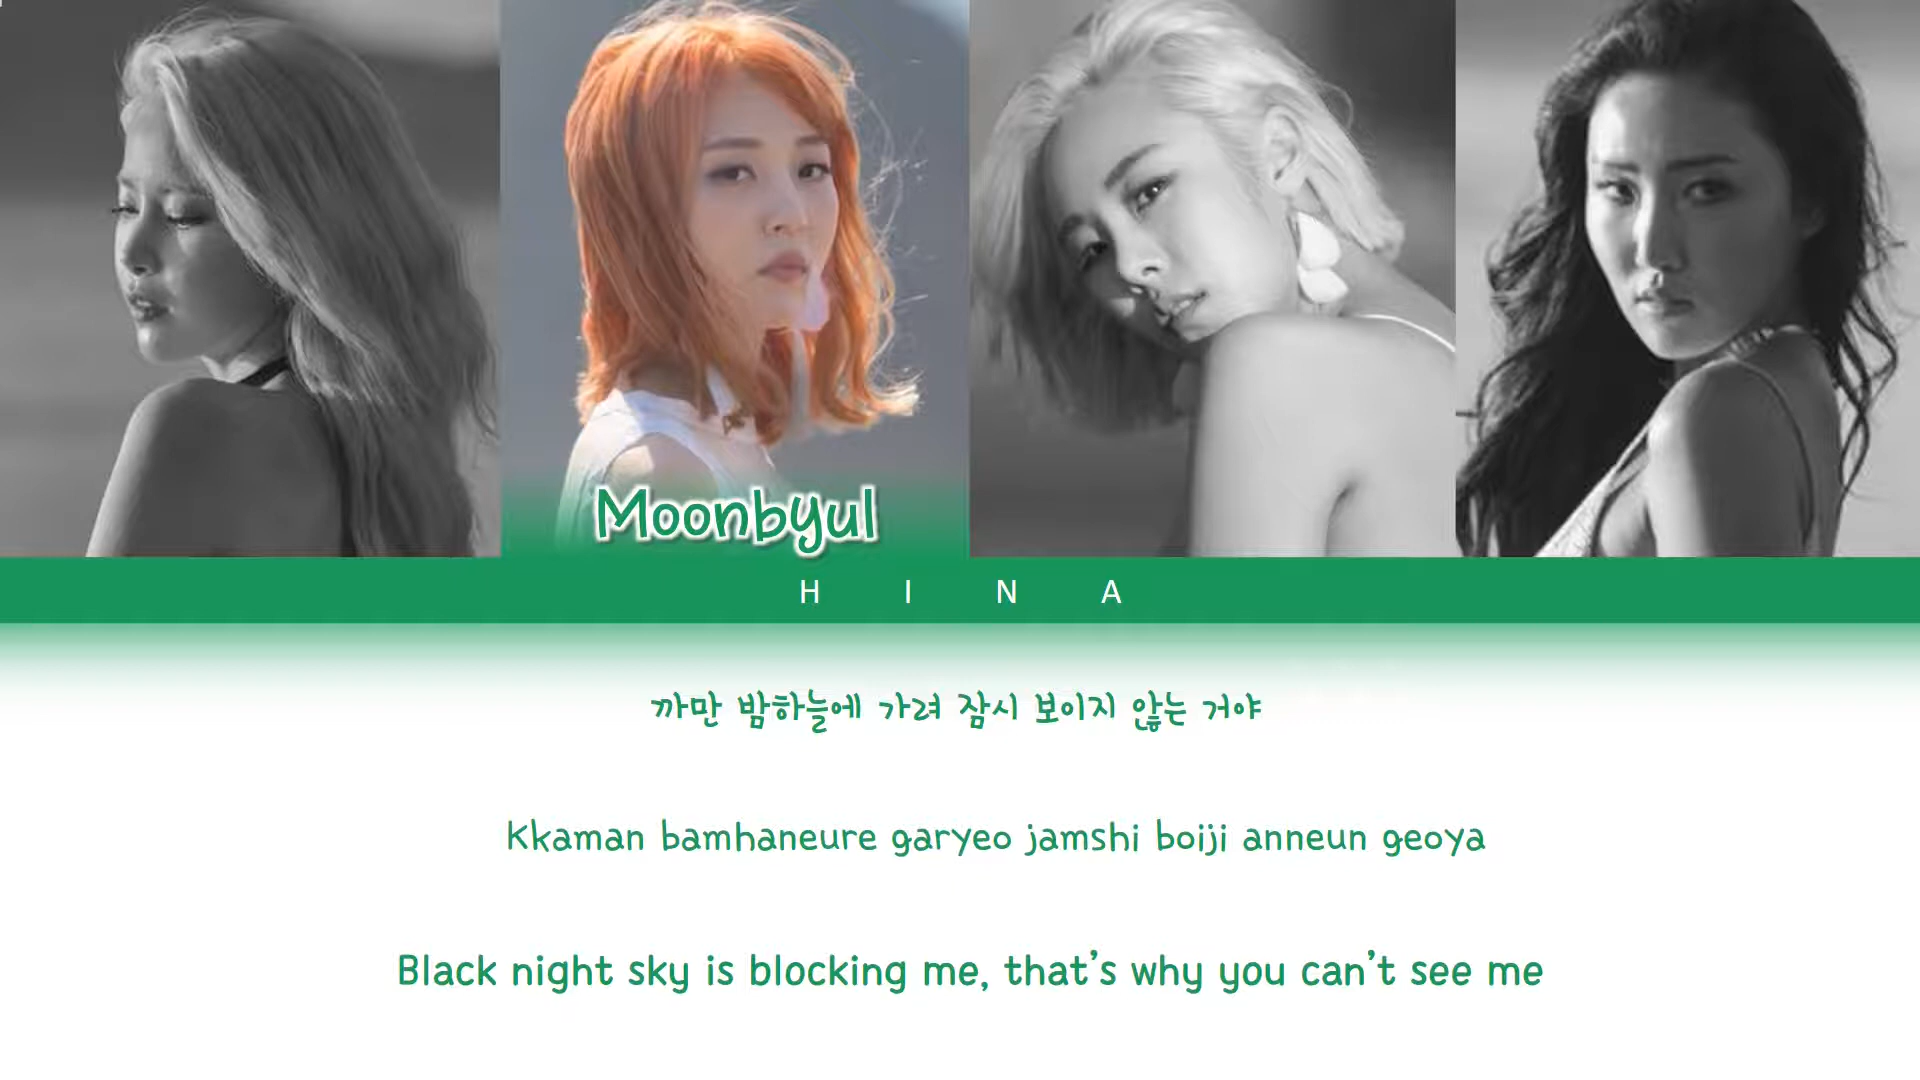 Moonbyul
H I N A
까만 밤하늘에 가려 잠시 보이지 않는 거야
Kkaman bamhaneure garyeo jamshi boiji anneun geoya
Black night sky is blocking me, that's why you can't see me